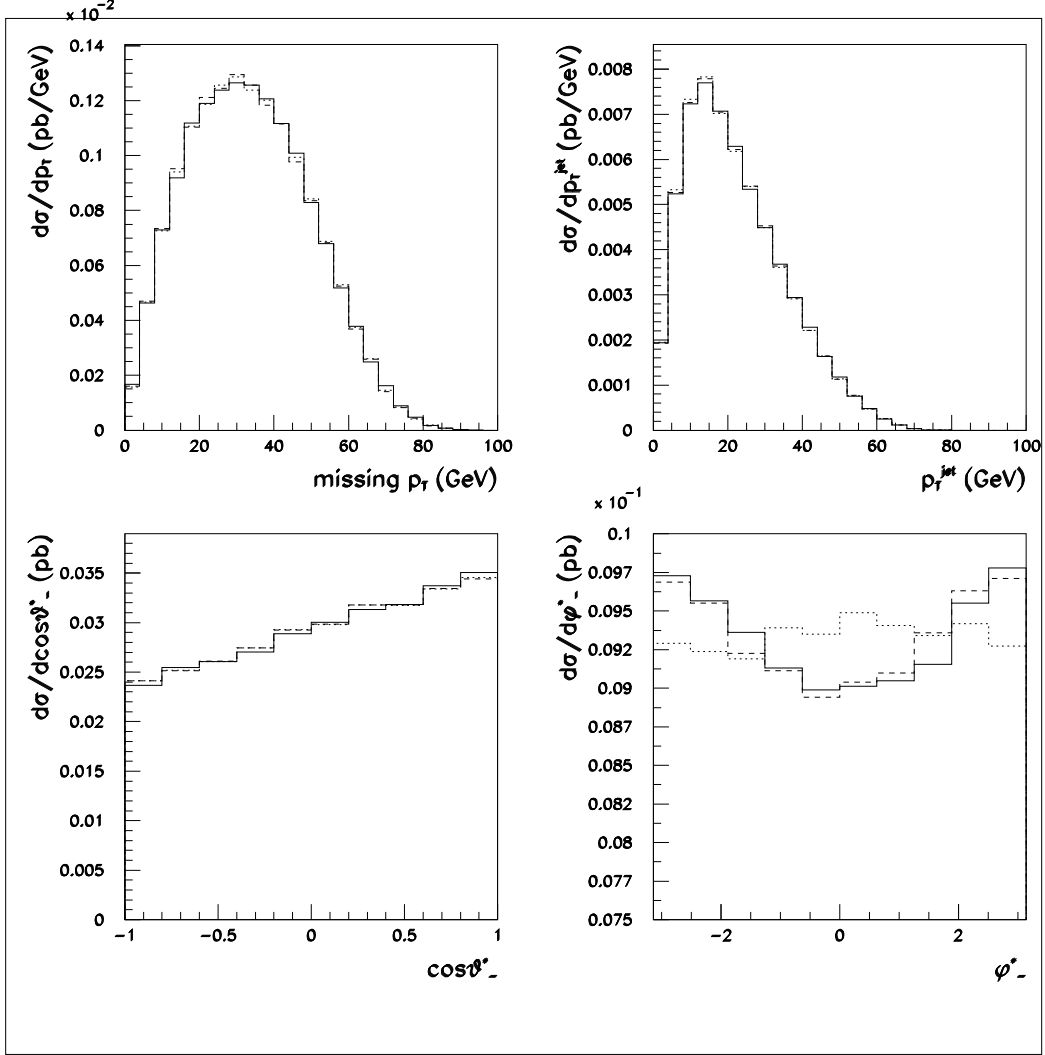 x 10⁻²
dσ/dp_T (pb/GeV)
0.14
0.12
0.1
0.08
0.06
0.04
0.02
0
0 20 40 60 80 100
missing p_T (GeV)
dσ/dp_T^jet (pb/GeV)
0.008
0.007
0.006
0.005
0.004
0.003
0.002
0.001
0
0 20 40 60 80 100
p_T^jet (GeV)
dσ/dcosϑ*_- (pb)
0.035
0.03
0.025
0.02
0.015
0.01
0.005
0
-1 -0.5 0 0.5 1
cosϑ*_-
x 10⁻¹
dσ/dφ*_- (pb)
0.1
0.097
0.095
0.092
0.09
0.087
0.085
0.082
0.08
0.077
0.075
-2 0 2
φ*_-